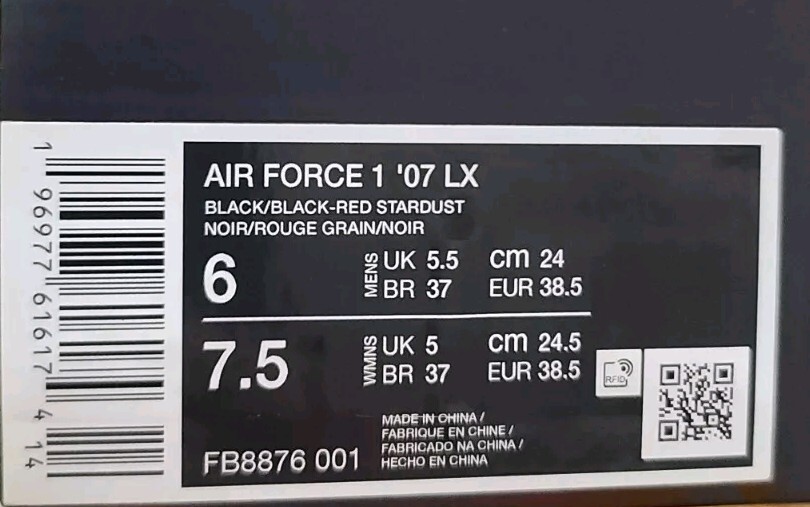 AIR FORCE 1 '07 LX
BLACK/BLACK-RED STARDUST
NOIR/ROUGE GRAIN/NOIR
6 MENS UK 5.5 cm 24
BR 37 EUR 38.5
7.5 WMNS UK 5 cm 24.5
BR 37 EUR 38.5
RFID
MADE IN CHINA /
FABRIQUE EN CHINE /
FABRICADO NA CHINA /
HECHO EN CHINA
FB8876 001
1 96977 61617 4 14